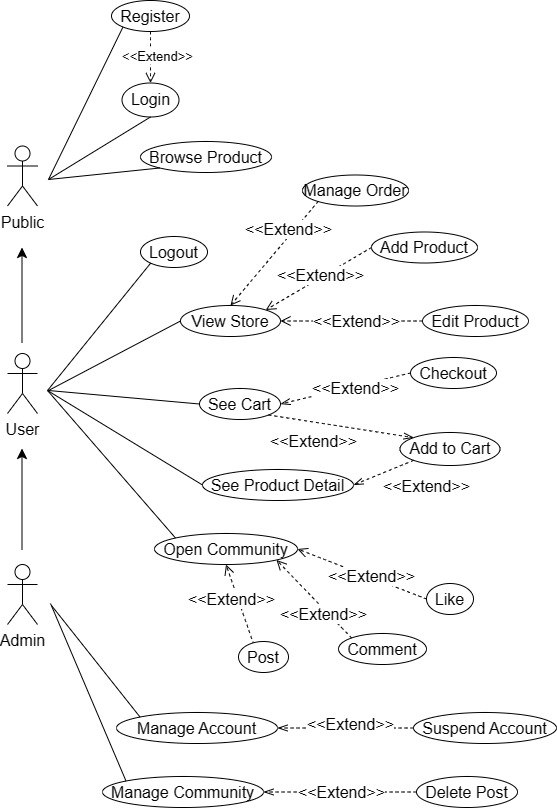 Register
<<Extend>>
Login
Browse Product
Public
Manage Order
<<Extend>>
Add Product
Logout
<<Extend>>
View Store
<<Extend>>
Edit Product
Checkout
<<Extend>>
See Cart
User
<<Extend>>
Add to Cart
See Product Detail
<<Extend>>
Open Community
<<Extend>>
Like
<<Extend>>
<<Extend>>
Admin
Comment
Post
Manage Account
<<Extend>>
Suspend Account
Manage Community
<<Extend>>
Delete Post